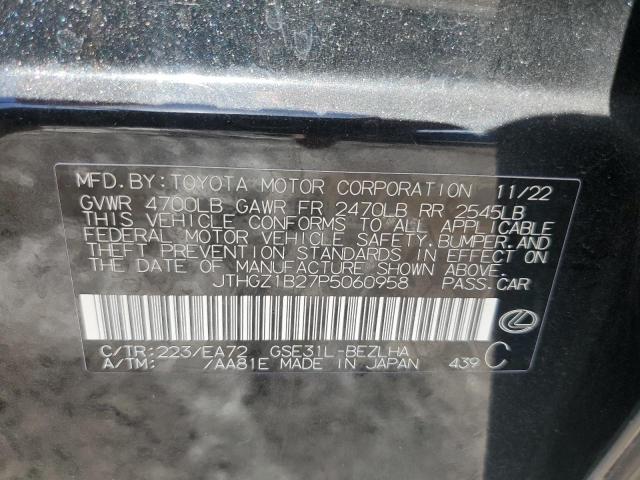 MFD.BY:TOYOTA MOTOR CORPORATION 11/22
GVWR 4700LB GAWR FR 2470LB RR 2545LB
THIS VEHICLE CONFORMS TO ALL APPLICABLE
FEDERAL MOTOR VEHICLE SAFETY,BUMPER,AND
THEFT PREVENTION STANDARDS IN EFFECT ON
THE DATE OF MANUFACTURE SHOWN ABOVE.
JTHGZ1B27P5060958 PASS.CAR
C/TR:223/EA72 GSE31L-BEZLHA
A/TM: /AA81E MADE IN JAPAN 439 C